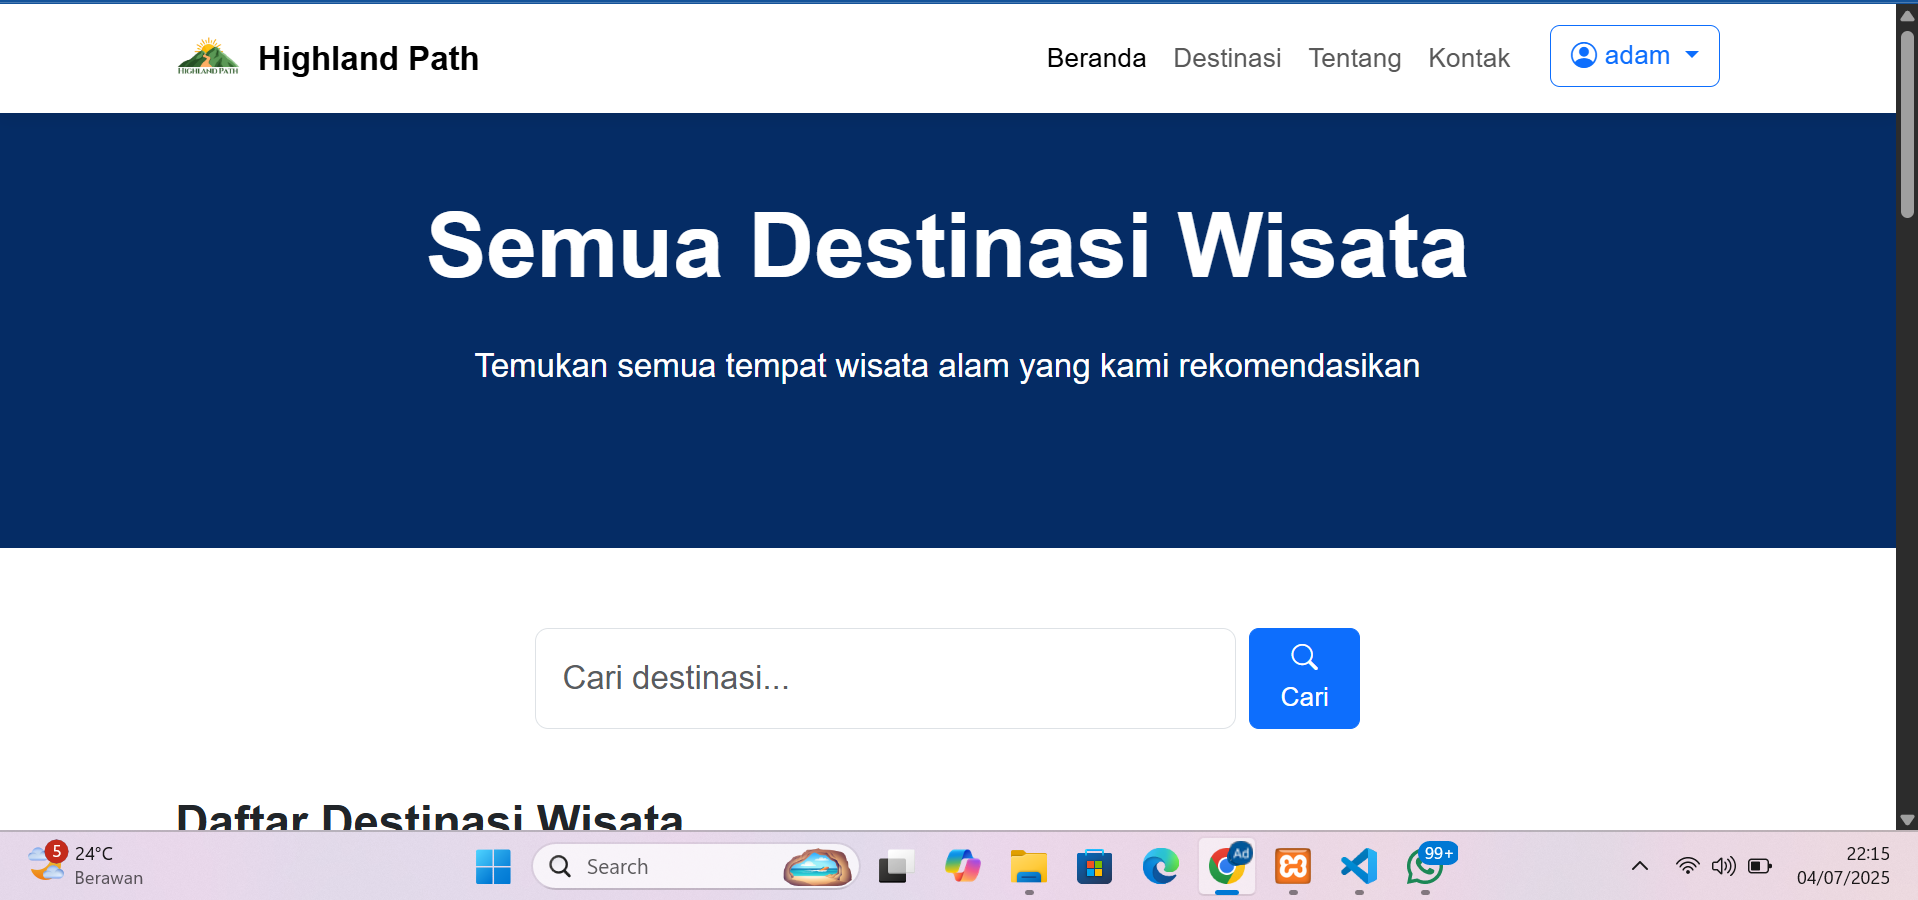 HIGHLAND PATH
Highland Path
Beranda
Destinasi
Tentang
Kontak
adam
Semua Destinasi Wisata
Temukan semua tempat wisata alam yang kami rekomendasikan
Cari destinasi...
Cari
Daftar Destinasi Wisata
5
24°C
Berawan
Search
Ad
99+
22:15
04/07/2025